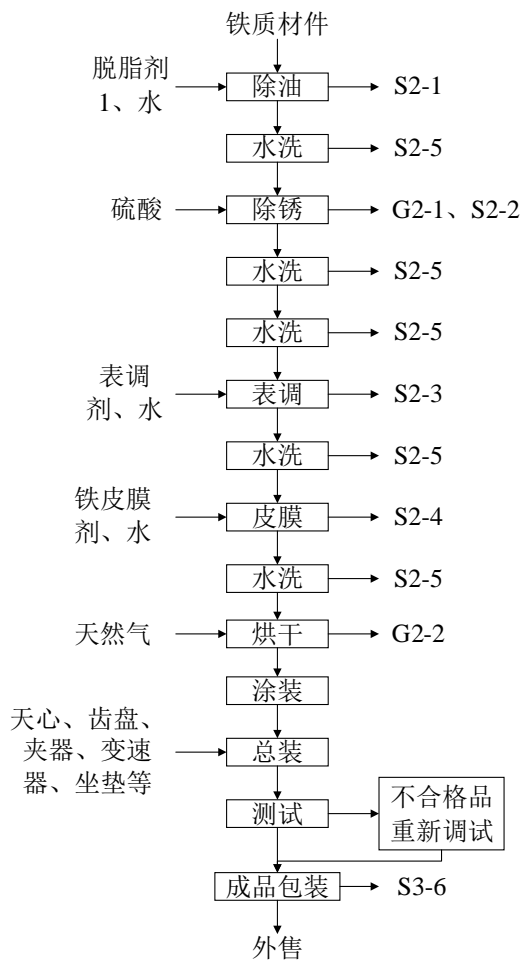 铁质材件
脱脂剂
1、水
除油
S2-1
水洗
S2-5
硫酸
除锈
G2-1、S2-2
水洗
S2-5
水洗
S2-5
表调
剂、水
表调
S2-3
水洗
S2-5
铁皮膜
剂、水
皮膜
S2-4
水洗
S2-5
天然气
烘干
G2-2
涂装
天心、齿盘、
夹器、变速
器、坐垫等
总装
测试
不合格品
重新调试
成品包装
S3-6
外售